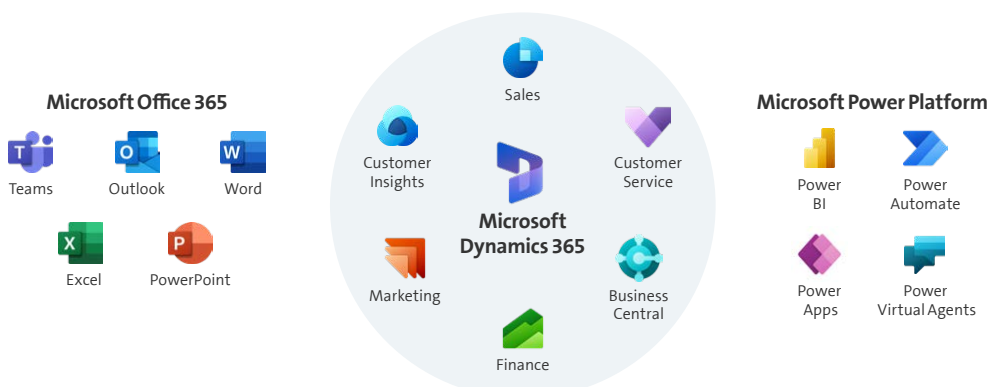 Microsoft Office 365
T
Teams
O
Outlook
W
Word
X
Excel
P
PowerPoint
Sales
Customer
Insights
Customer
Service
Microsoft
Dynamics 365
Marketing
Business
Central
Finance
Microsoft Power Platform
Power
BI
Power
Automate
Power
Apps
Power
Virtual Agents